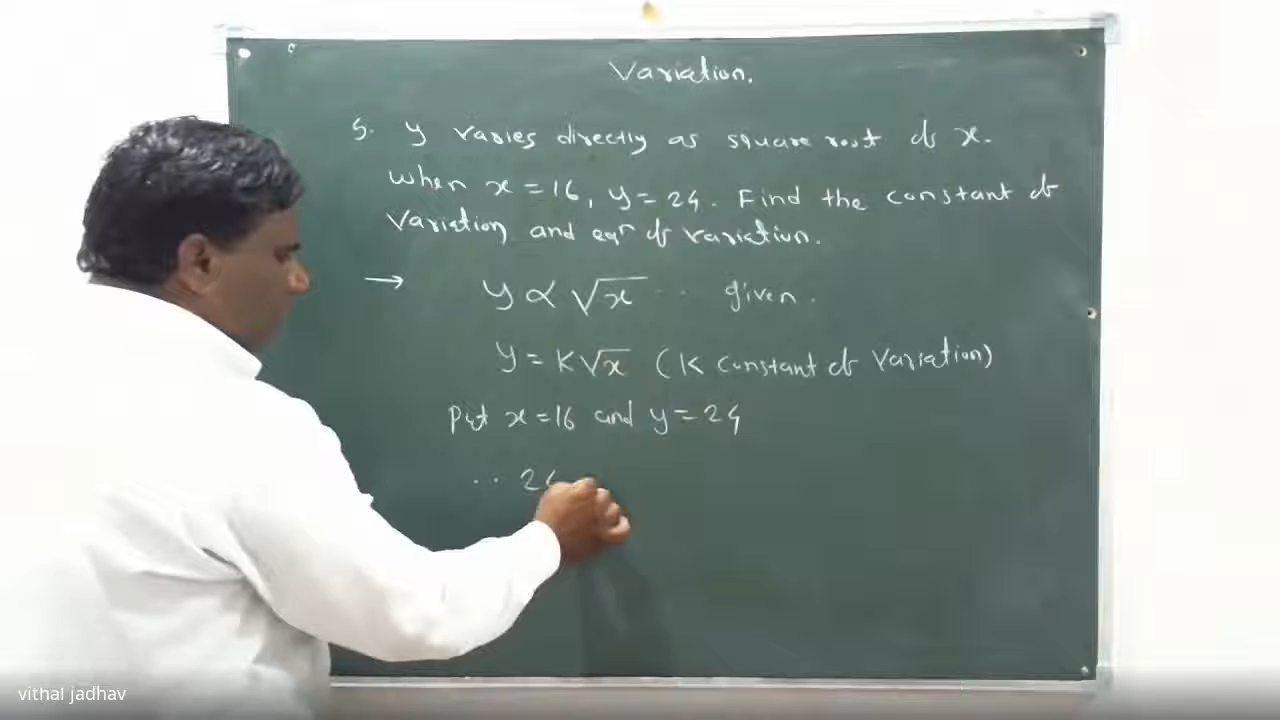 Variation.
5. y varies directly as square root of x.
when x = 16, y = 24. Find the constant of
variation and eqn of variation.
→ y ∝ √x .. given.
y = K√x (K constant of variation)
Put x = 16 and y = 24
.. 24
vithal jadhav